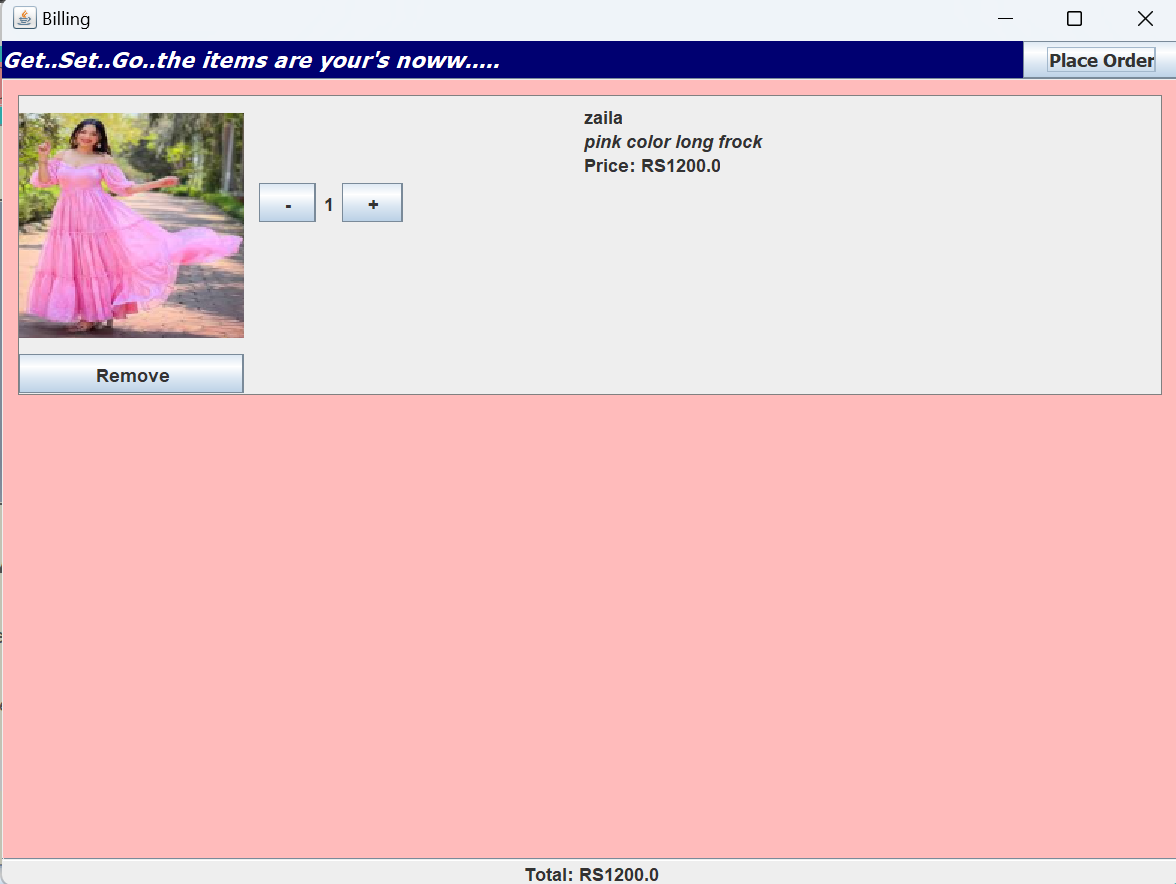 Billing
Get..Set..Go..the items are your's noww.....
Place Order
zaila
pink color long frock
Price: RS1200.0
- 1 +
Remove
Total: RS1200.0